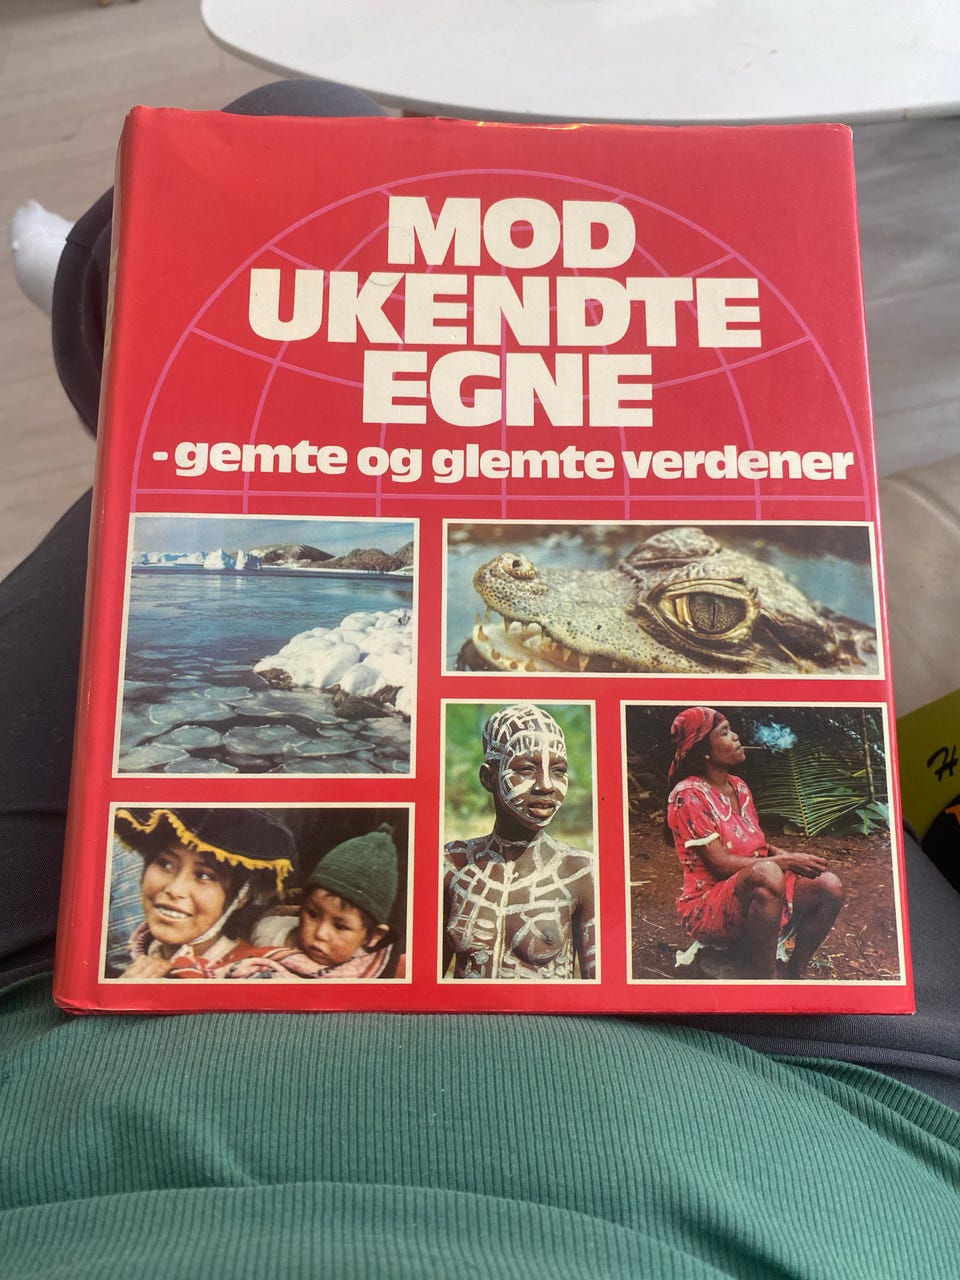 MOD
UKENDTE
EGNE
- gemte og glemte verdener
H